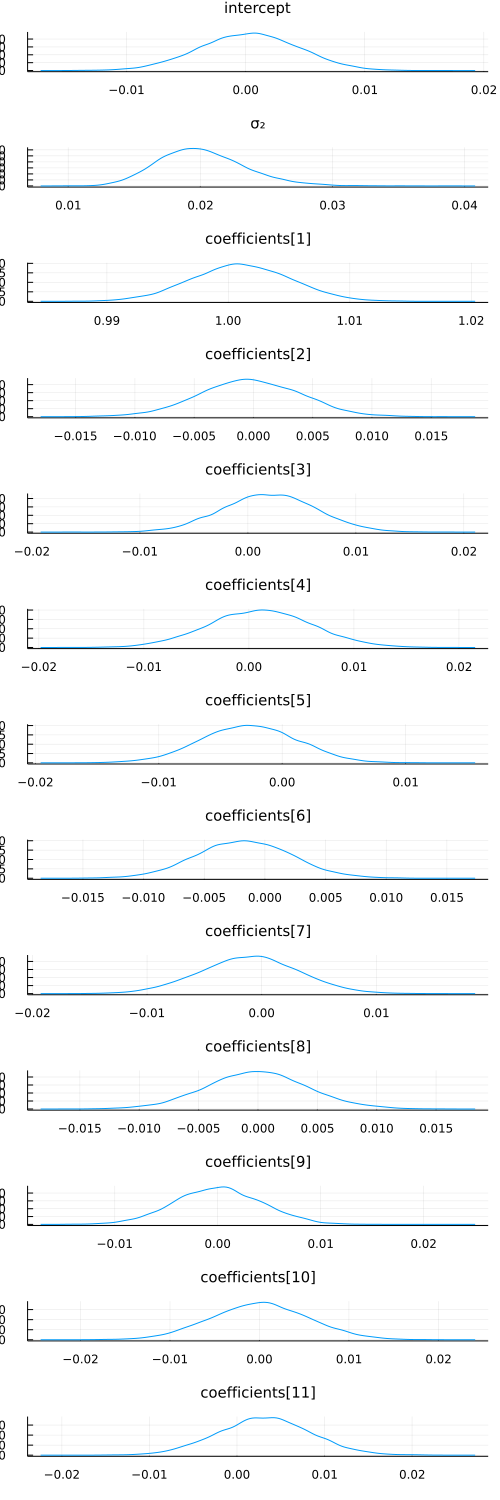 intercept
−0.01 0.00 0.01 0.02
σ₂
0.01 0.02 0.03 0.04
coefficients[1]
0.99 1.00 1.01 1.02
coefficients[2]
−0.015 −0.010 −0.005 0.000 0.005 0.010 0.015
coefficients[3]
−0.02 −0.01 0.00 0.01 0.02
coefficients[4]
−0.02 −0.01 0.00 0.01 0.02
coefficients[5]
−0.02 −0.01 0.00 0.01
coefficients[6]
−0.015 −0.010 −0.005 0.000 0.005 0.010 0.015
coefficients[7]
−0.02 −0.01 0.00 0.01
coefficients[8]
−0.015 −0.010 −0.005 0.000 0.005 0.010 0.015
coefficients[9]
−0.01 0.00 0.01 0.02
coefficients[10]
−0.02 −0.01 0.00 0.01 0.02
coefficients[11]
−0.02 −0.01 0.00 0.01 0.02